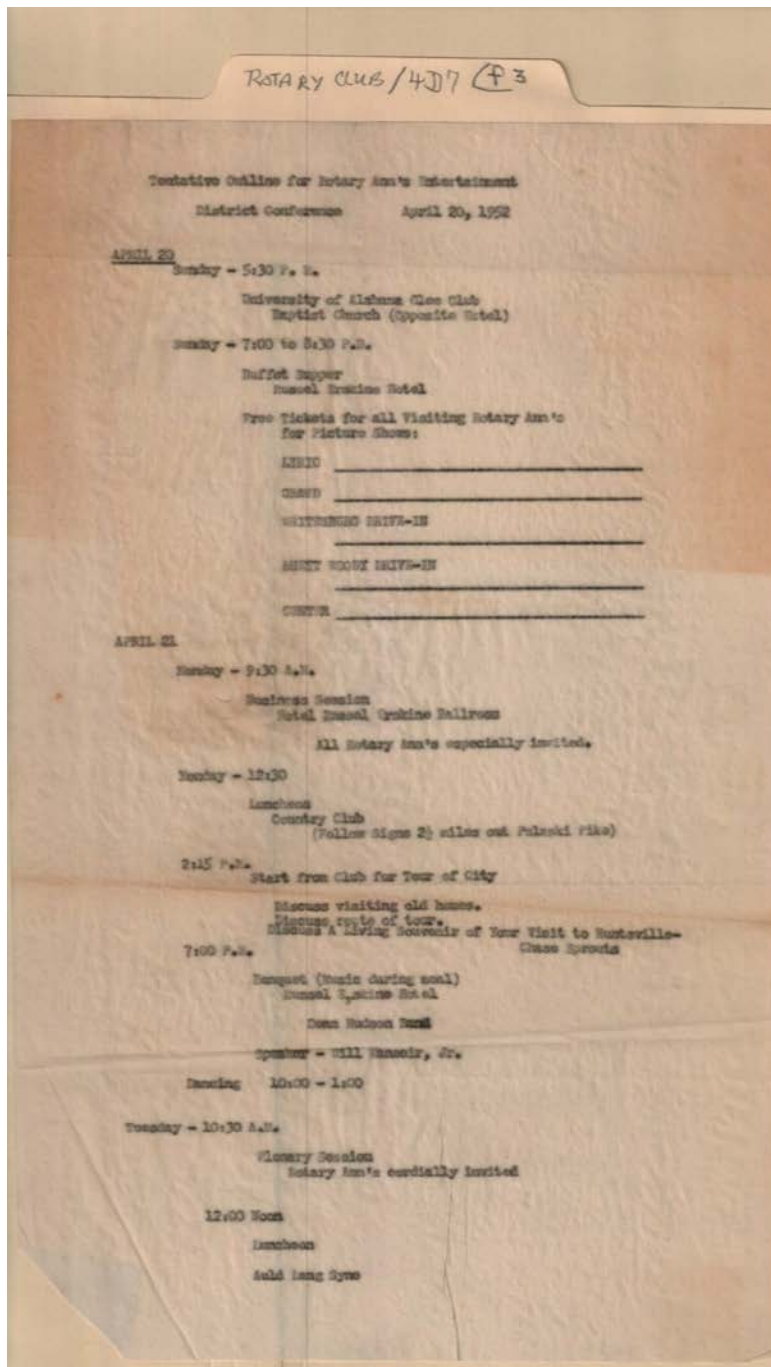 ROTARY CLUB/4D7 f3
Tentative Outline for Rotary Ann's Entertainment
District Conference April 20, 1952
APRIL 20
Sunday - 5:30 P. M.
University of Alabama Glee Club
Baptist Church (Opposite Hotel)
Sunday - 7:00 to 8:30 P.M.
Buffet Supper
Russel Erskine Hotel
Free Tickets for all Visiting Rotary Ann's
for Picture Shows:
LYRIC
GRAND
WHITESBURG DRIVE-IN
WOODY DRIVE-IN
CENTER
APRIL 21
Monday - 9:30 A.M.
Business Session
Hotel Russel Erskine Ballroom
All Rotary Ann's especially invited.
Monday - 12:30
Luncheon
Country Club
(Follow Signs 2½ miles out Pulaski Pike)
2:15 P.M.
Start from Club for Tour of City
Discuss visiting old homes.
Discuss route of tour.
Discuss A Living Souvenir of Your Visit to Huntsville-
Chase Sprouts
7:00 P.M.
Banquet (Music during meal)
Russel E,skine Hotel
Dean Hudson Band
Speaker - Will Jr.
Dancing 10:00 - 1:00
Tuesday - 10:30 A.M.
Plenary Session
Rotary Ann's cordially invited
12:00 Noon
Luncheon
Auld Lang Syne